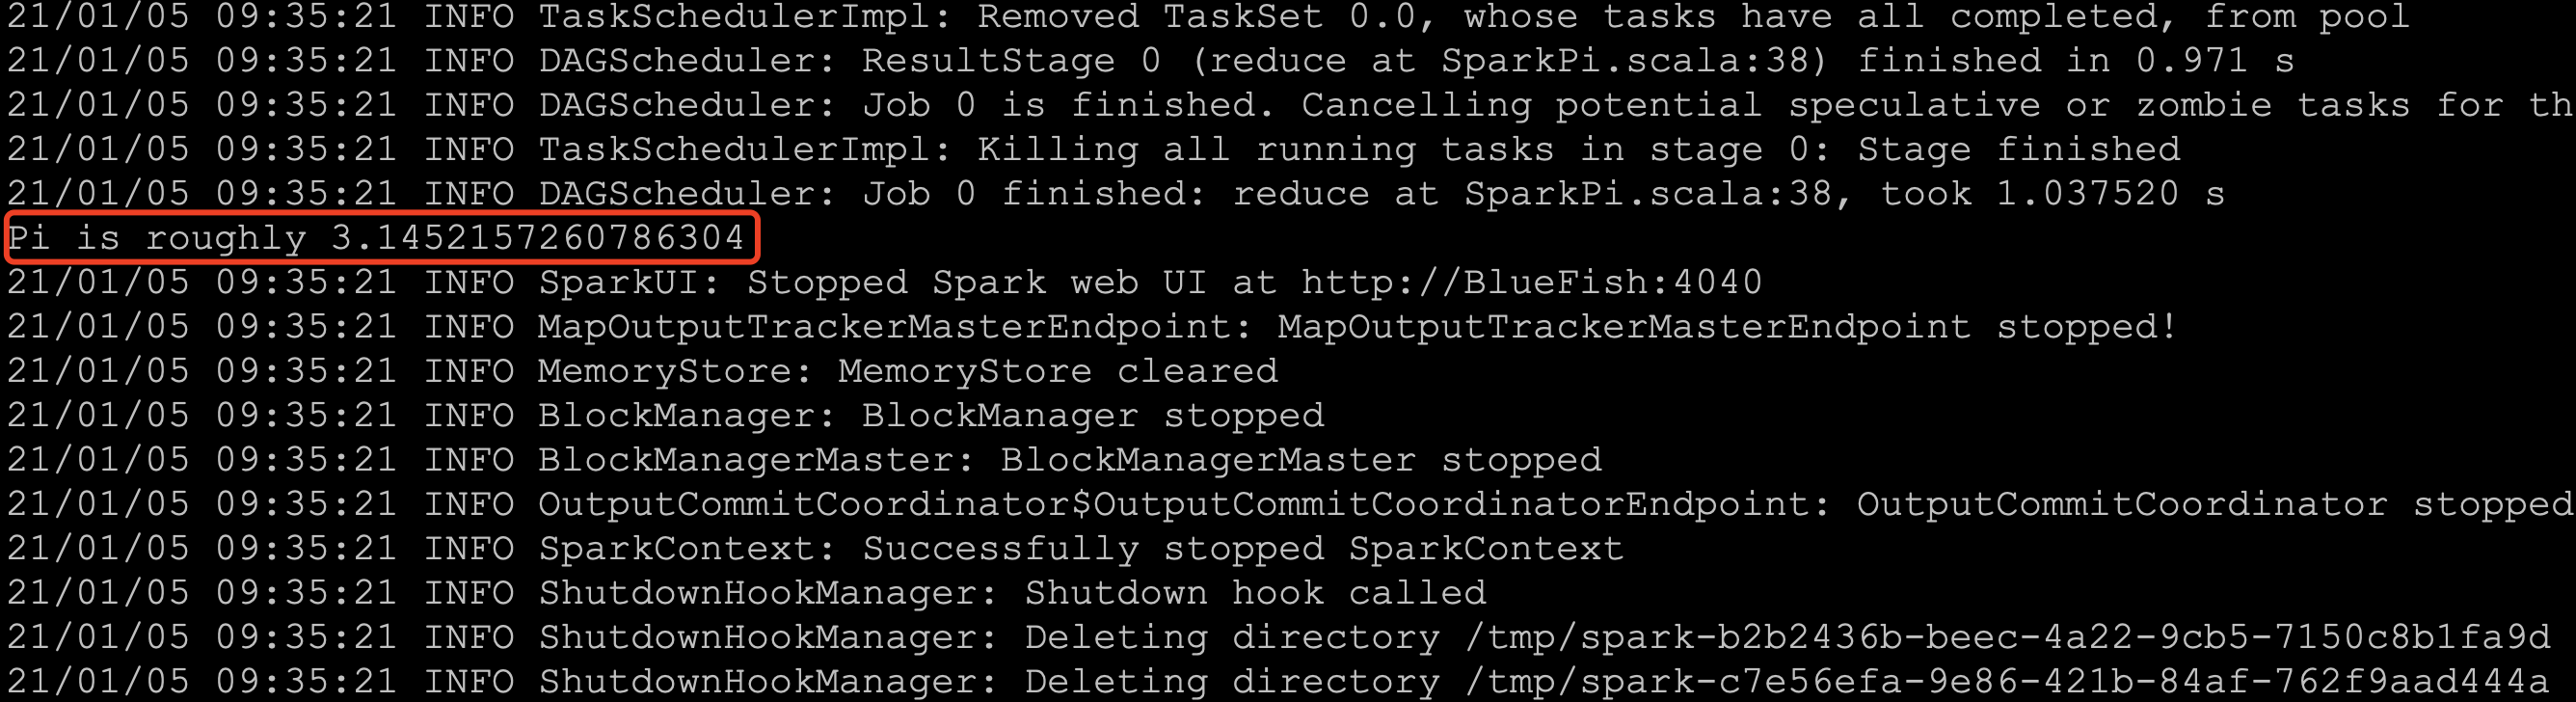 21/01/05 09:35:21 INFO TaskSchedulerImpl: Removed TaskSet 0.0, whose tasks have all completed, from pool
21/01/05 09:35:21 INFO DAGScheduler: ResultStage 0 (reduce at SparkPi.scala:38) finished in 0.971 s
21/01/05 09:35:21 INFO DAGScheduler: Job 0 is finished. Cancelling potential speculative or zombie tasks for th
21/01/05 09:35:21 INFO TaskSchedulerImpl: Killing all running tasks in stage 0: Stage finished
21/01/05 09:35:21 INFO DAGScheduler: Job 0 finished: reduce at SparkPi.scala:38, took 1.037520 s
Pi is roughly 3.1452157260786304
21/01/05 09:35:21 INFO SparkUI: Stopped Spark web UI at http://BlueFish:4040
21/01/05 09:35:21 INFO MapOutputTrackerMasterEndpoint: MapOutputTrackerMasterEndpoint stopped!
21/01/05 09:35:21 INFO MemoryStore: MemoryStore cleared
21/01/05 09:35:21 INFO BlockManager: BlockManager stopped
21/01/05 09:35:21 INFO BlockManagerMaster: BlockManagerMaster stopped
21/01/05 09:35:21 INFO OutputCommitCoordinator$OutputCommitCoordinatorEndpoint: OutputCommitCoordinator stopped
21/01/05 09:35:21 INFO SparkContext: Successfully stopped SparkContext
21/01/05 09:35:21 INFO ShutdownHookManager: Shutdown hook called
21/01/05 09:35:21 INFO ShutdownHookManager: Deleting directory /tmp/spark-b2b2436b-beec-4a22-9cb5-7150c8b1fa9d
21/01/05 09:35:21 INFO ShutdownHookManager: Deleting directory /tmp/spark-c7e56efa-9e86-421b-84af-762f9aad444a